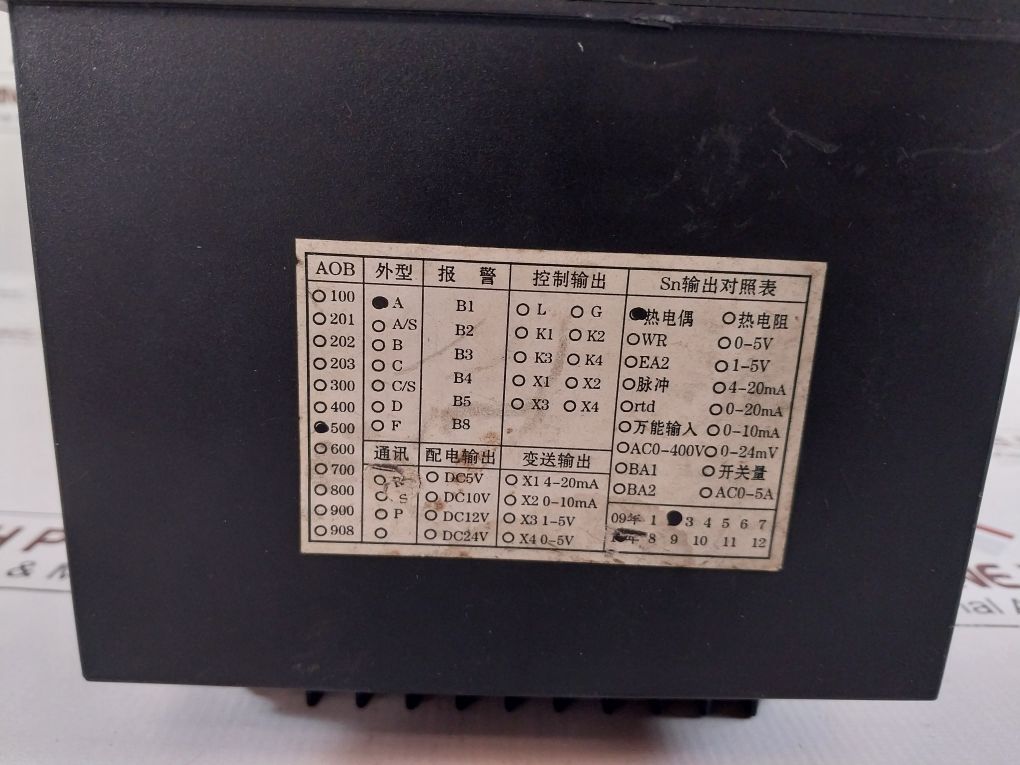 AOB 外型 报 警 控制输出 Sn输出对照表
100 A B1 L G 热电偶 热电阻
201 A/S B2 K1 K2 WR 0-5V
202 B B3 K3 K4 EA2 1-5V
203 C B4 X1 X2 脉冲 4-20mA
300 C/S B5 X3 X4 rtd 0-20mA
400 D B8 万能输入 0-10mA
500 F AC0-400V 0-24mV
600 通讯 配电输出 变送输出 BA1 开关量
700 DC5V X1 4-20mA BA2 AC0-5A
800 S DC10V X2 0-10mA
900 P DC12V X3 1-5V 09年 1 3 4 5 6 7
908 DC24V X4 0-5V 年 8 9 10 11 12